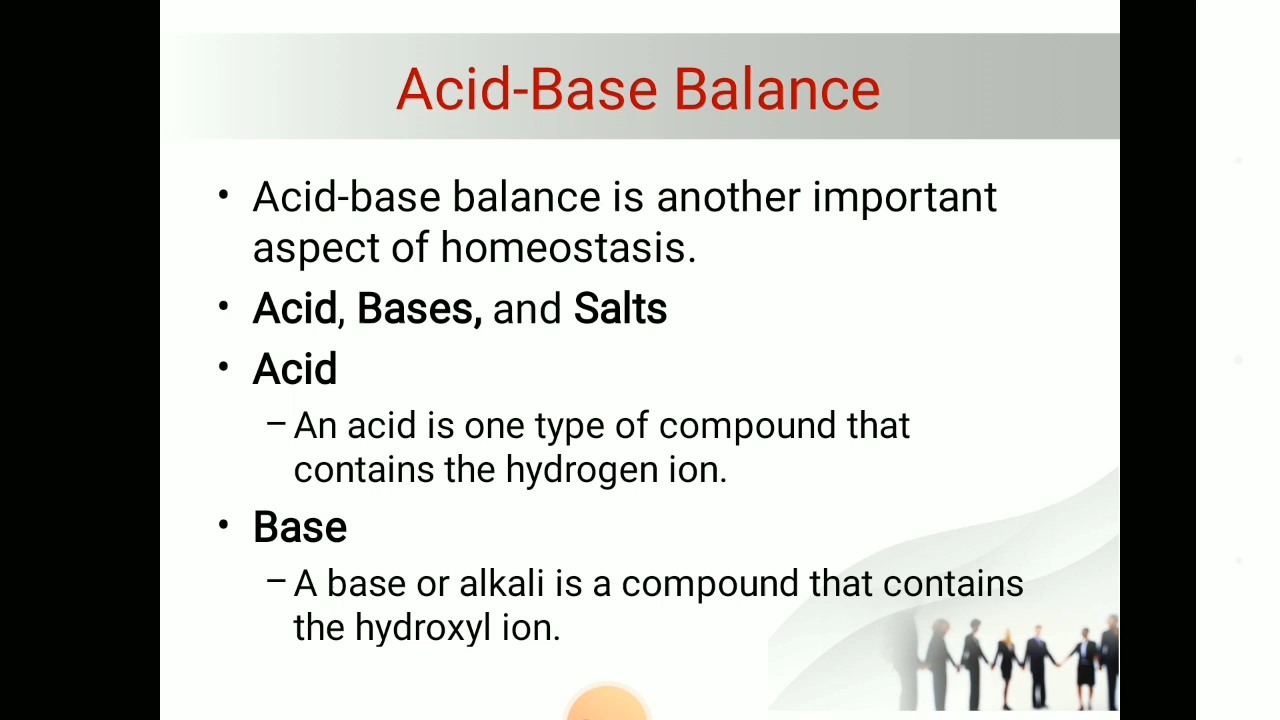 Acid-Base Balance
• Acid-base balance is another important
aspect of homeostasis.
• Acid, Bases, and Salts
• Acid
– An acid is one type of compound that
contains the hydrogen ion.
• Base
– A base or alkali is a compound that contains
the hydroxyl ion.